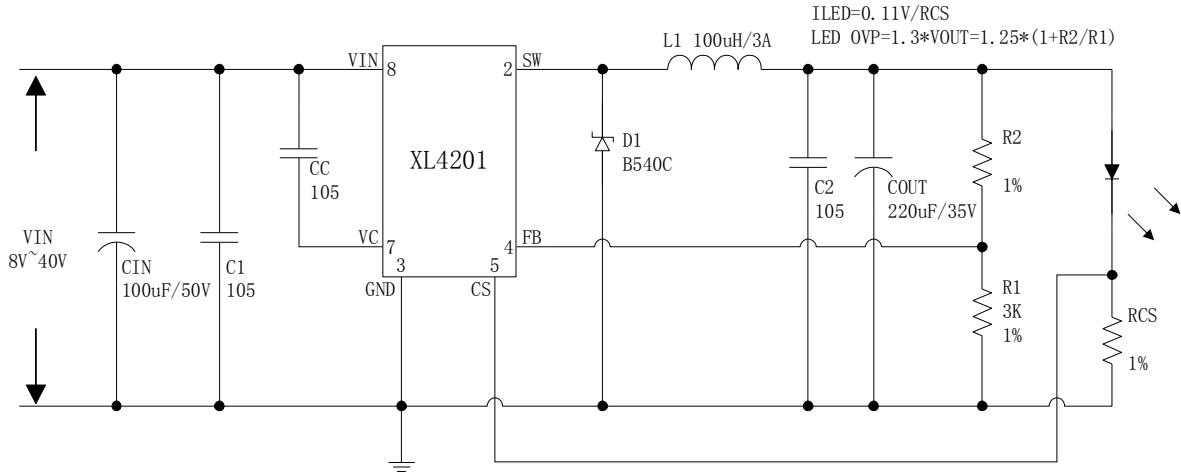 ILED=0.11V/RCS
LED OVP=1.3*VOUT=1.25*(1+R2/R1)
L1 100uH/3A
VIN
8
2
SW
XL4201
CC
105
D1
B540C
R2
1%
C2
105
COUT
220uF/35V
VIN
8V~40V
CIN
100uF/50V
C1
105
VC
7
4
FB
3
5
GND
CS
R1
3K
1%
RCS
1%